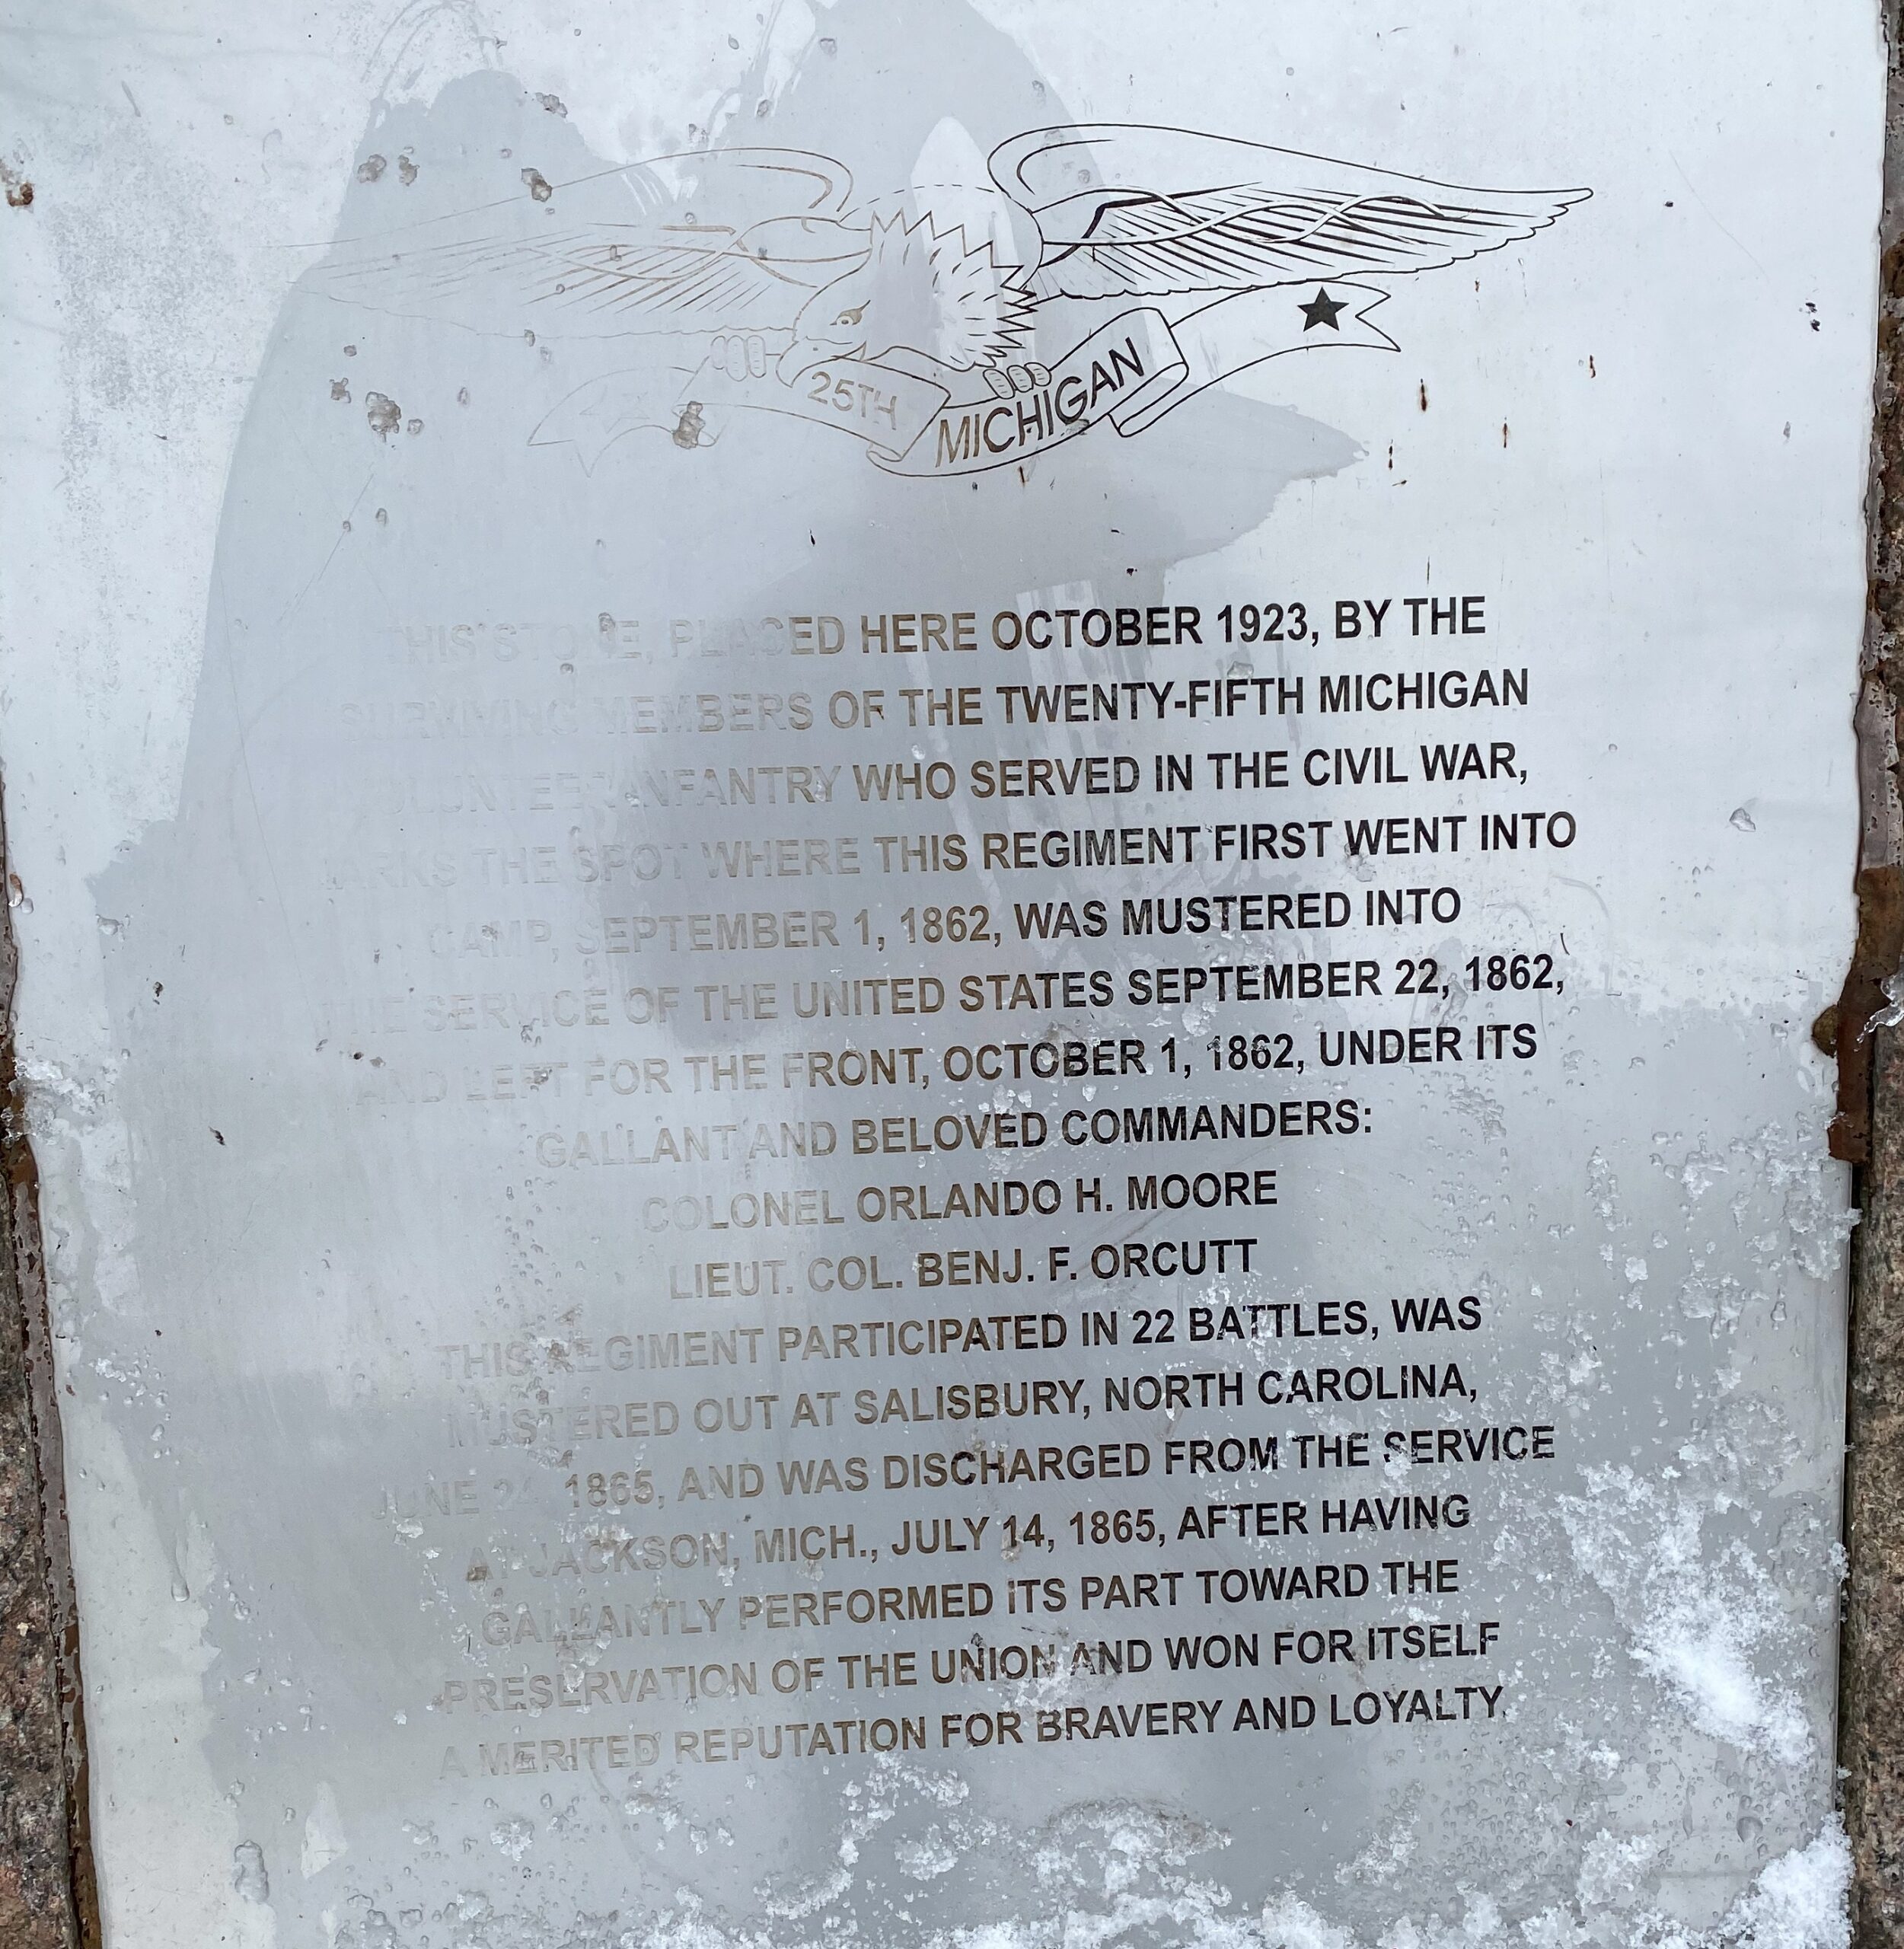 25TH
MICHIGAN
THIS STONE, PLACED HERE OCTOBER 1923, BY THE
SURVIVING MEMBERS OF THE TWENTY-FIFTH MICHIGAN
VOLUNTEER INFANTRY WHO SERVED IN THE CIVIL WAR,
MARKS THE SPOT WHERE THIS REGIMENT FIRST WENT INTO
CAMP, SEPTEMBER 1, 1862, WAS MUSTERED INTO
THE SERVICE OF THE UNITED STATES SEPTEMBER 22, 1862,
AND LEFT FOR THE FRONT, OCTOBER 1, 1862, UNDER ITS
GALLANT AND BELOVED COMMANDERS:
COLONEL ORLANDO H. MOORE
LIEUT. COL. BENJ. F. ORCUTT
THIS REGIMENT PARTICIPATED IN 22 BATTLES, WAS
MUSTERED OUT AT SALISBURY, NORTH CAROLINA,
JUNE 1865, AND WAS DISCHARGED FROM THE SERVICE
AT JACKSON, MICH., JULY 14, 1865, AFTER HAVING
GALLANTLY PERFORMED ITS PART TOWARD THE
PRESERVATION OF THE UNION AND WON FOR ITSELF
A MERITED REPUTATION FOR BRAVERY AND LOYALTY.